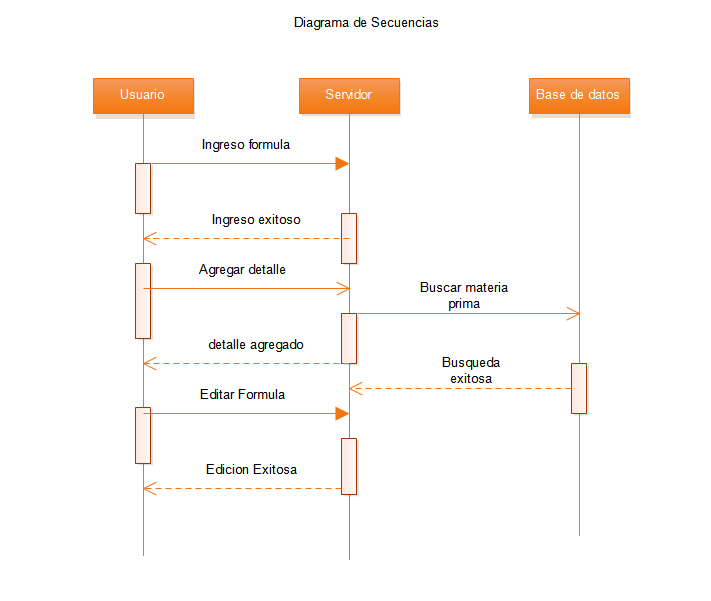 Diagrama de Secuencias
Usuario
Servidor
Base de datos
Ingreso formula
Ingreso exitoso
Agregar detalle
Buscar materia
prima
detalle agregado
Busqueda
exitosa
Editar Formula
Edicion Exitosa